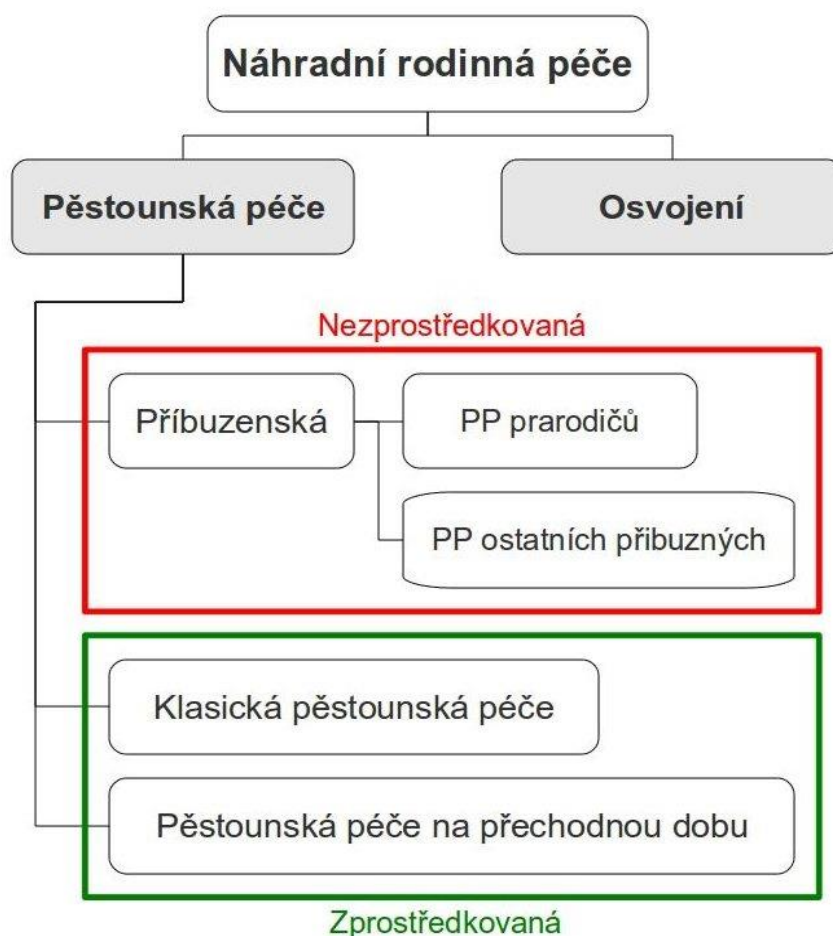 Náhradní rodinná péče
Pěstounská péče
Osvojení
Nezprostředkovaná
Příbuzenská
PP prarodičů
PP ostatních přibuzných
Klasická pěstounská péče
Pěstounská péče na přechodnou dobu
Zprostředkovaná